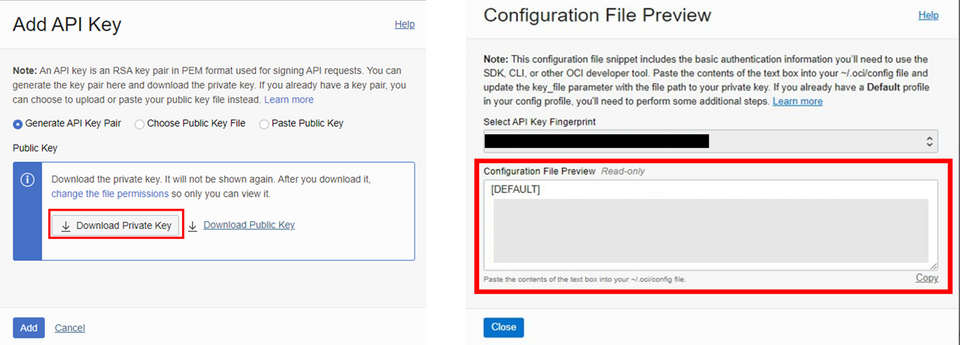 Add API Key
Help
Note: An API key is an RSA key pair in PEM format used for signing API requests. You can
generate the key pair here and download the private key. If you already have a key pair, you
can choose to upload or paste your public key file instead. Learn more
Generate API Key Pair
Choose Public Key File
Paste Public Key
Public Key
Download the private key. It will not be shown again. After you download it,
change the file permissions so only you can view it.
Download Private Key
Download Public Key
Add
Cancel
Configuration File Preview
Help
Note: This configuration file snippet includes the basic authentication information you'll need to use the
SDK, CLI, or other OCI developer tool. Paste the contents of the text box into your ~/.oci/config file and
update the key_file parameter with the file path to your private key. If you already have a Default profile
in your config profile, you'll need to perform some additional steps. Learn more
Select API Key Fingerprint
Configuration File Preview Read-only
[DEFAULT]
Paste the contents of the text box into your ~/.oci/config file.
Copy
Close